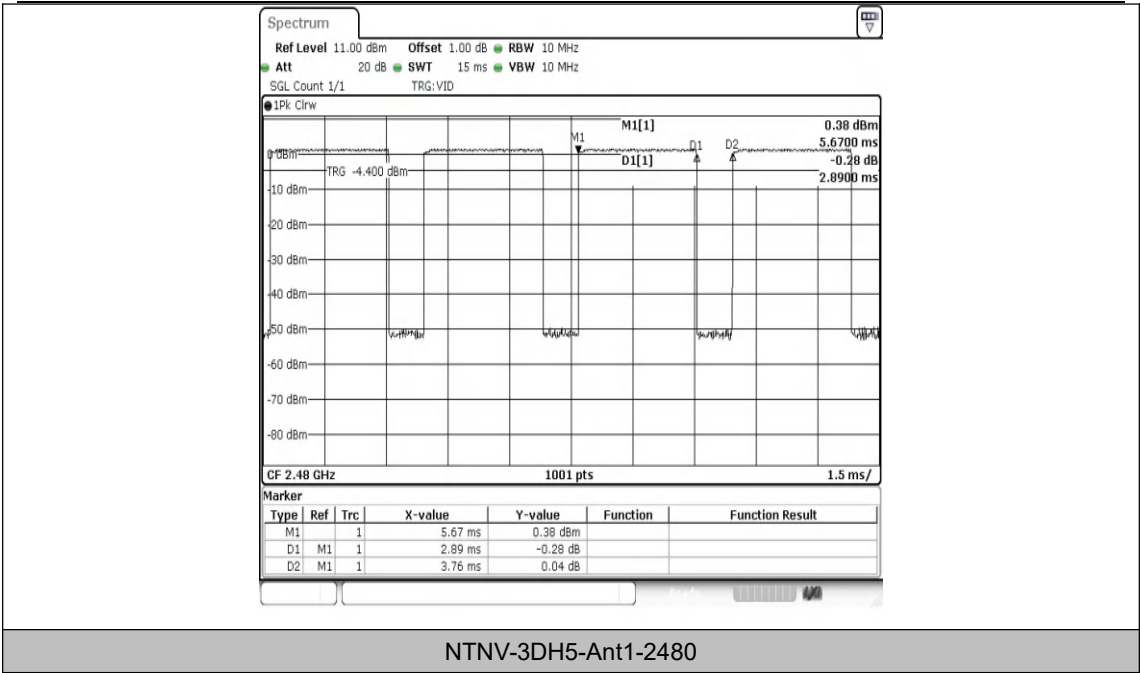 Spectrum
Ref Level 11.00 dBm Offset 1.00 dB RBW 10 MHz
Att 20 dB SWT 15 ms VBW 10 MHz
SGL Count 1/1 TRG:VID
1Pk Clrw
M1[1] 0.38 dBm
5.6700 ms
M1 D1 D2
0 dBm
D1[1] -0.28 dB
2.8900 ms
TRG -4.400 dBm
-10 dBm
-20 dBm
-30 dBm
-40 dBm
-50 dBm
-60 dBm
-70 dBm
-80 dBm
CF 2.48 GHz 1001 pts 1.5 ms/
Marker
Type Ref Trc X-value Y-value Function Function Result
M1 1 5.67 ms 0.38 dBm
D1 M1 1 2.89 ms -0.28 dB
D2 M1 1 3.76 ms 0.04 dB
NTNV-3DH5-Ant1-2480